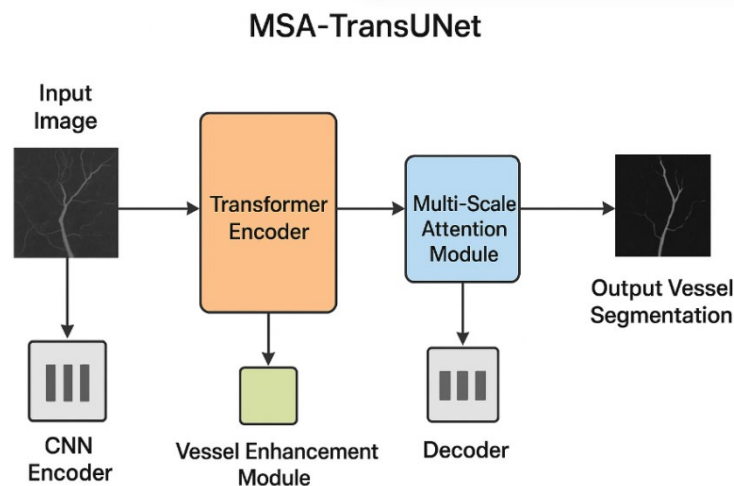 MSA-TransUNet
Input
Image
Transformer
Encoder
Multi-Scale
Attention
Module
Output Vessel
Segmentation
CNN
Encoder
Vessel Enhancement
Module
Decoder